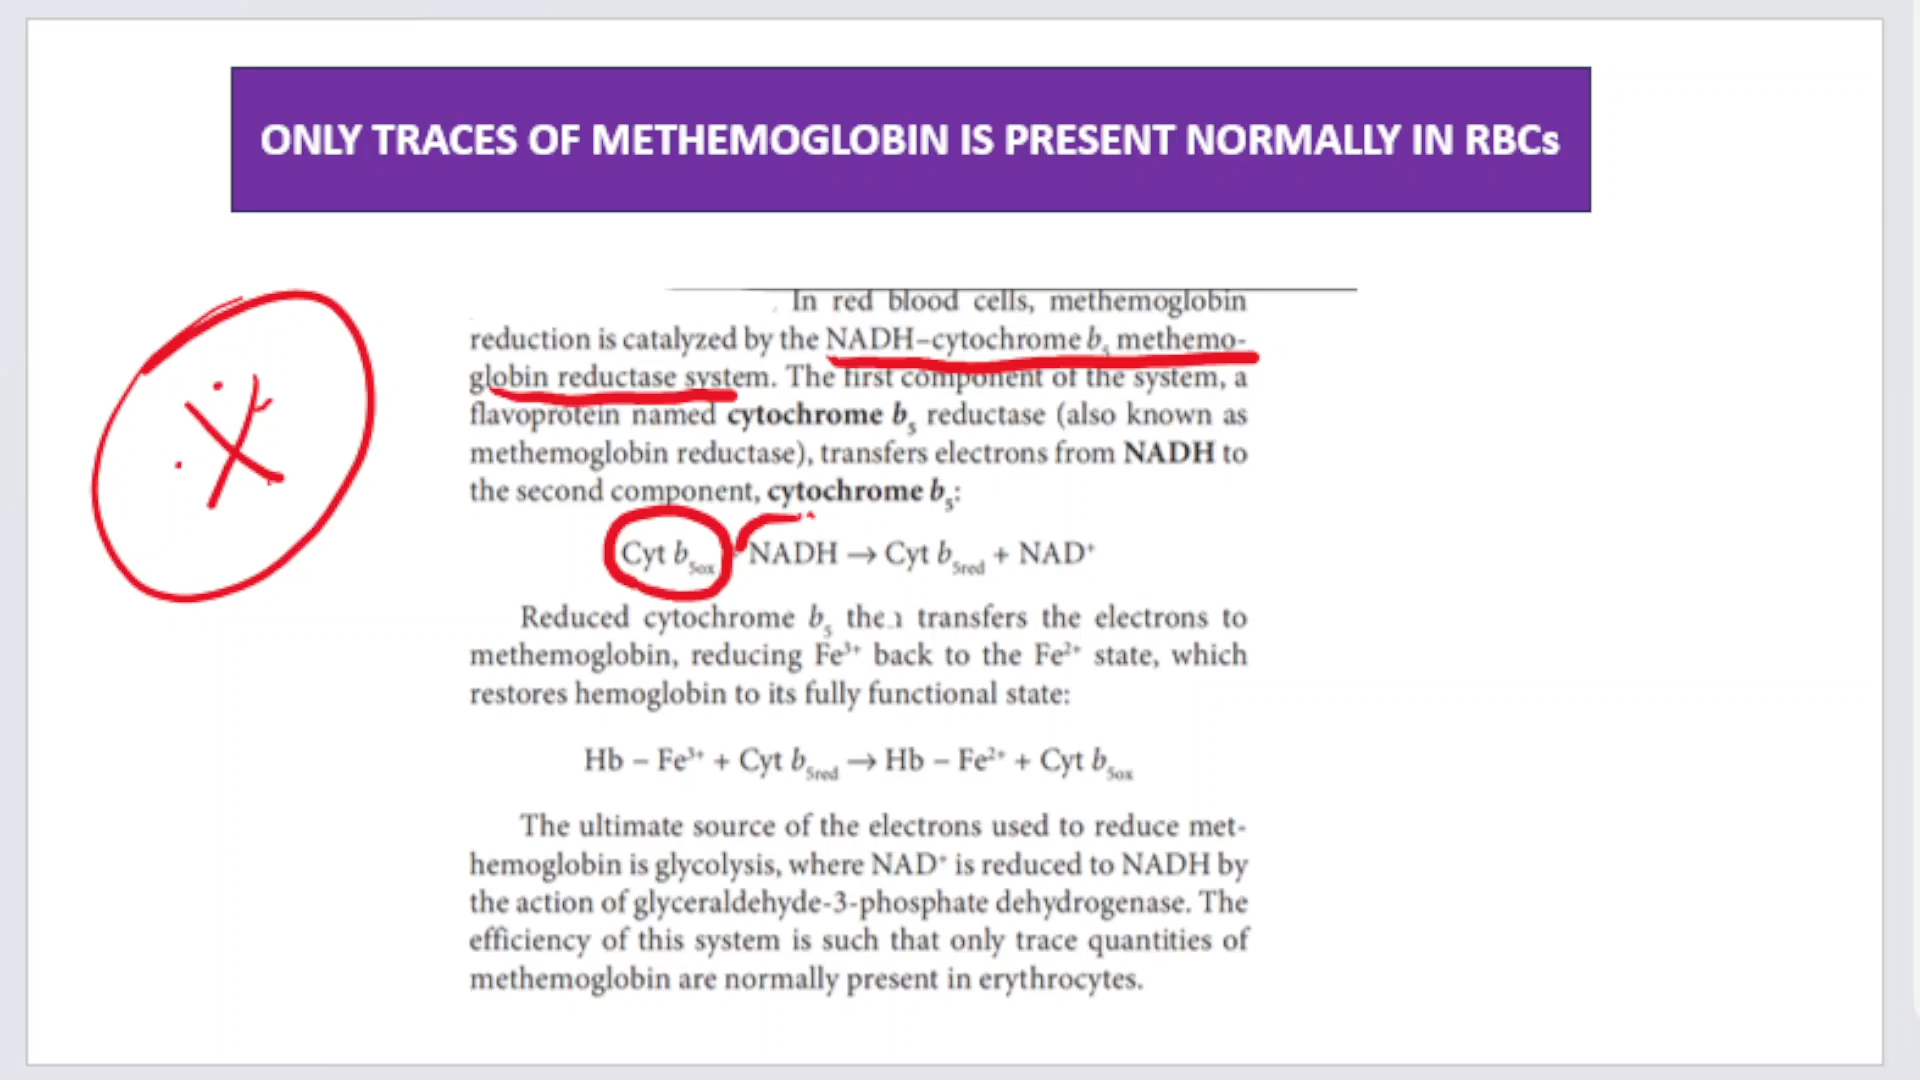 ONLY TRACES OF METHEMOGLOBIN IS PRESENT NORMALLY IN RBCs
In red blood cells, methemoglobin
reduction is catalyzed by the NADH–cytochrome b₅ methemo-
globin reductase system. The first component of the system, a
flavoprotein named cytochrome b₅ reductase (also known as
methemoglobin reductase), transfers electrons from NADH to
the second component, cytochrome b₅:
Cyt b₅ox NADH → Cyt b₅red + NAD⁺
Reduced cytochrome b₅ then transfers the electrons to
methemoglobin, reducing Fe³⁺ back to the Fe²⁺ state, which
restores hemoglobin to its fully functional state:
Hb – Fe³⁺ + Cyt b₅red → Hb – Fe²⁺ + Cyt b₅ox
The ultimate source of the electrons used to reduce met-
hemoglobin is glycolysis, where NAD⁺ is reduced to NADH by
the action of glyceraldehyde-3-phosphate dehydrogenase. The
efficiency of this system is such that only trace quantities of
methemoglobin are normally present in erythrocytes.